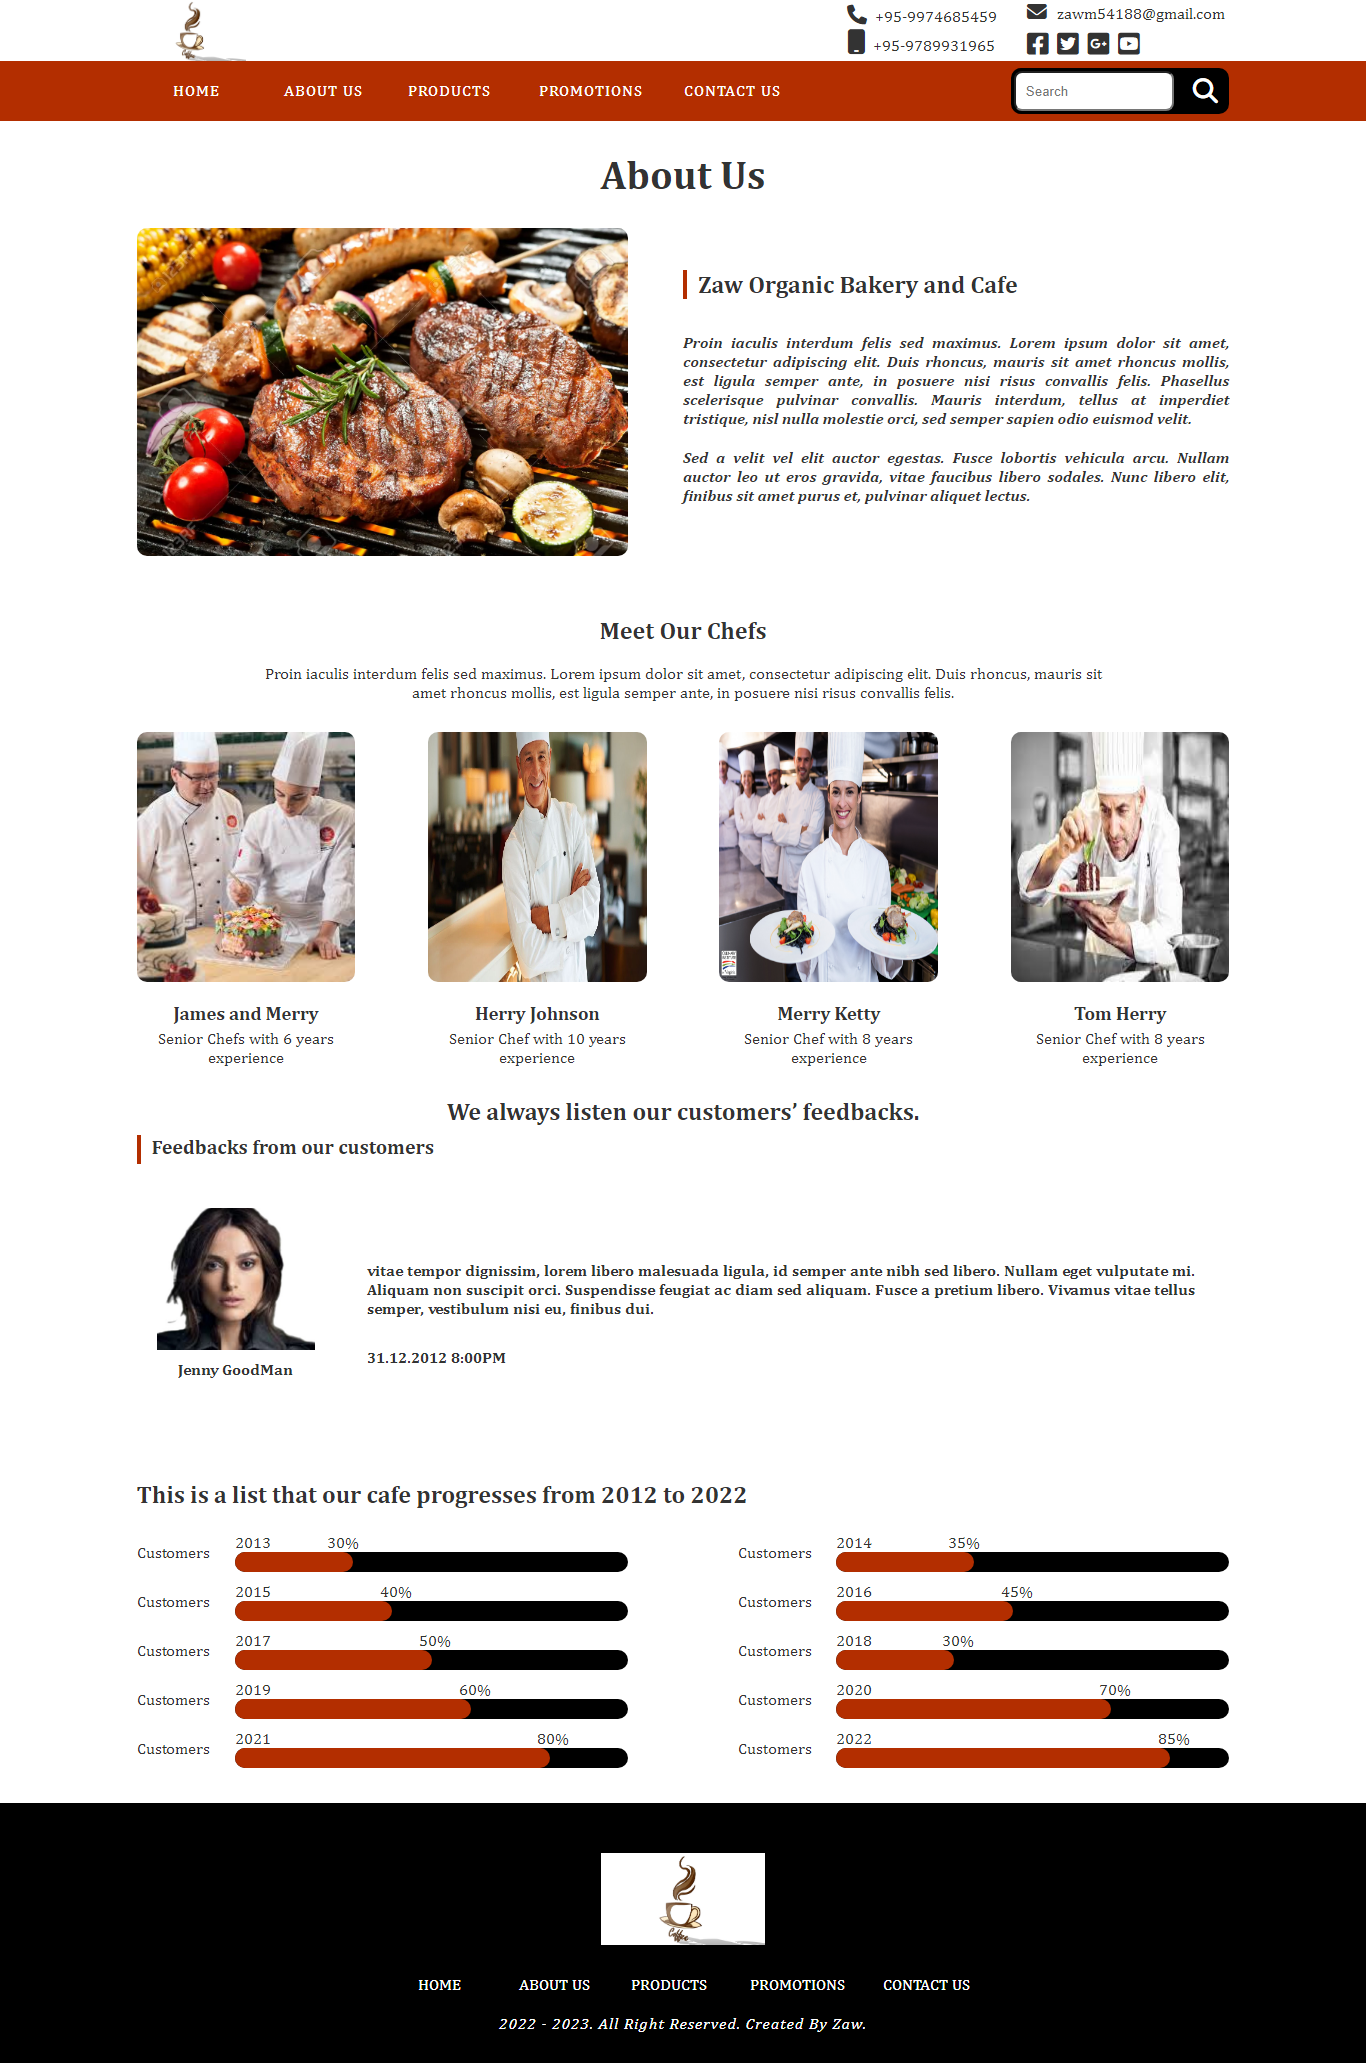 +95-9974685459
zawm54188@gmail.com
+95-9789931965
HOME
ABOUT US
PRODUCTS
PROMOTIONS
CONTACT US
Search
About Us
Zaw Organic Bakery and Cafe
Proin iaculis interdum felis sed maximus. Lorem ipsum dolor sit amet,
consectetur adipiscing elit. Duis rhoncus, mauris sit amet rhoncus mollis,
est ligula semper ante, in posuere nisi risus convallis felis. Phasellus
scelerisque pulvinar convallis. Mauris interdum, tellus at imperdiet
tristique, nisl nulla molestie orci, sed semper sapien odio euismod velit.
Sed a velit vel elit auctor egestas. Fusce lobortis vehicula arcu. Nullam
auctor leo ut eros gravida, vitae faucibus libero sodales. Nunc libero elit,
finibus sit amet purus et, pulvinar aliquet lectus.
Meet Our Chefs
Proin iaculis interdum felis sed maximus. Lorem ipsum dolor sit amet, consectetur adipiscing elit. Duis rhoncus, mauris sit
amet rhoncus mollis, est ligula semper ante, in posuere nisi risus convallis felis.
James and Merry
Senior Chefs with 6 years
experience
Herry Johnson
Senior Chef with 10 years
experience
Merry Ketty
Senior Chef with 8 years
experience
Tom Herry
Senior Chef with 8 years
experience
We always listen our customers’ feedbacks.
Feedbacks from our customers
vitae tempor dignissim, lorem libero malesuada ligula, id semper ante nibh sed libero. Nullam eget vulputate mi.
Aliquam non suscipit orci. Suspendisse feugiat ac diam sed aliquam. Fusce a pretium libero. Vivamus vitae tellus
semper, vestibulum nisi eu, finibus dui.
31.12.2012 8:00PM
Jenny GoodMan
This is a list that our cafe progresses from 2012 to 2022
Customers 2013 30%
Customers 2014 35%
Customers 2015 40%
Customers 2016 45%
Customers 2017 50%
Customers 2018 30%
Customers 2019 60%
Customers 2020 70%
Customers 2021 80%
Customers 2022 85%
Coffee
HOME
ABOUT US
PRODUCTS
PROMOTIONS
CONTACT US
2022 - 2023. All Right Reserved. Created By Zaw.